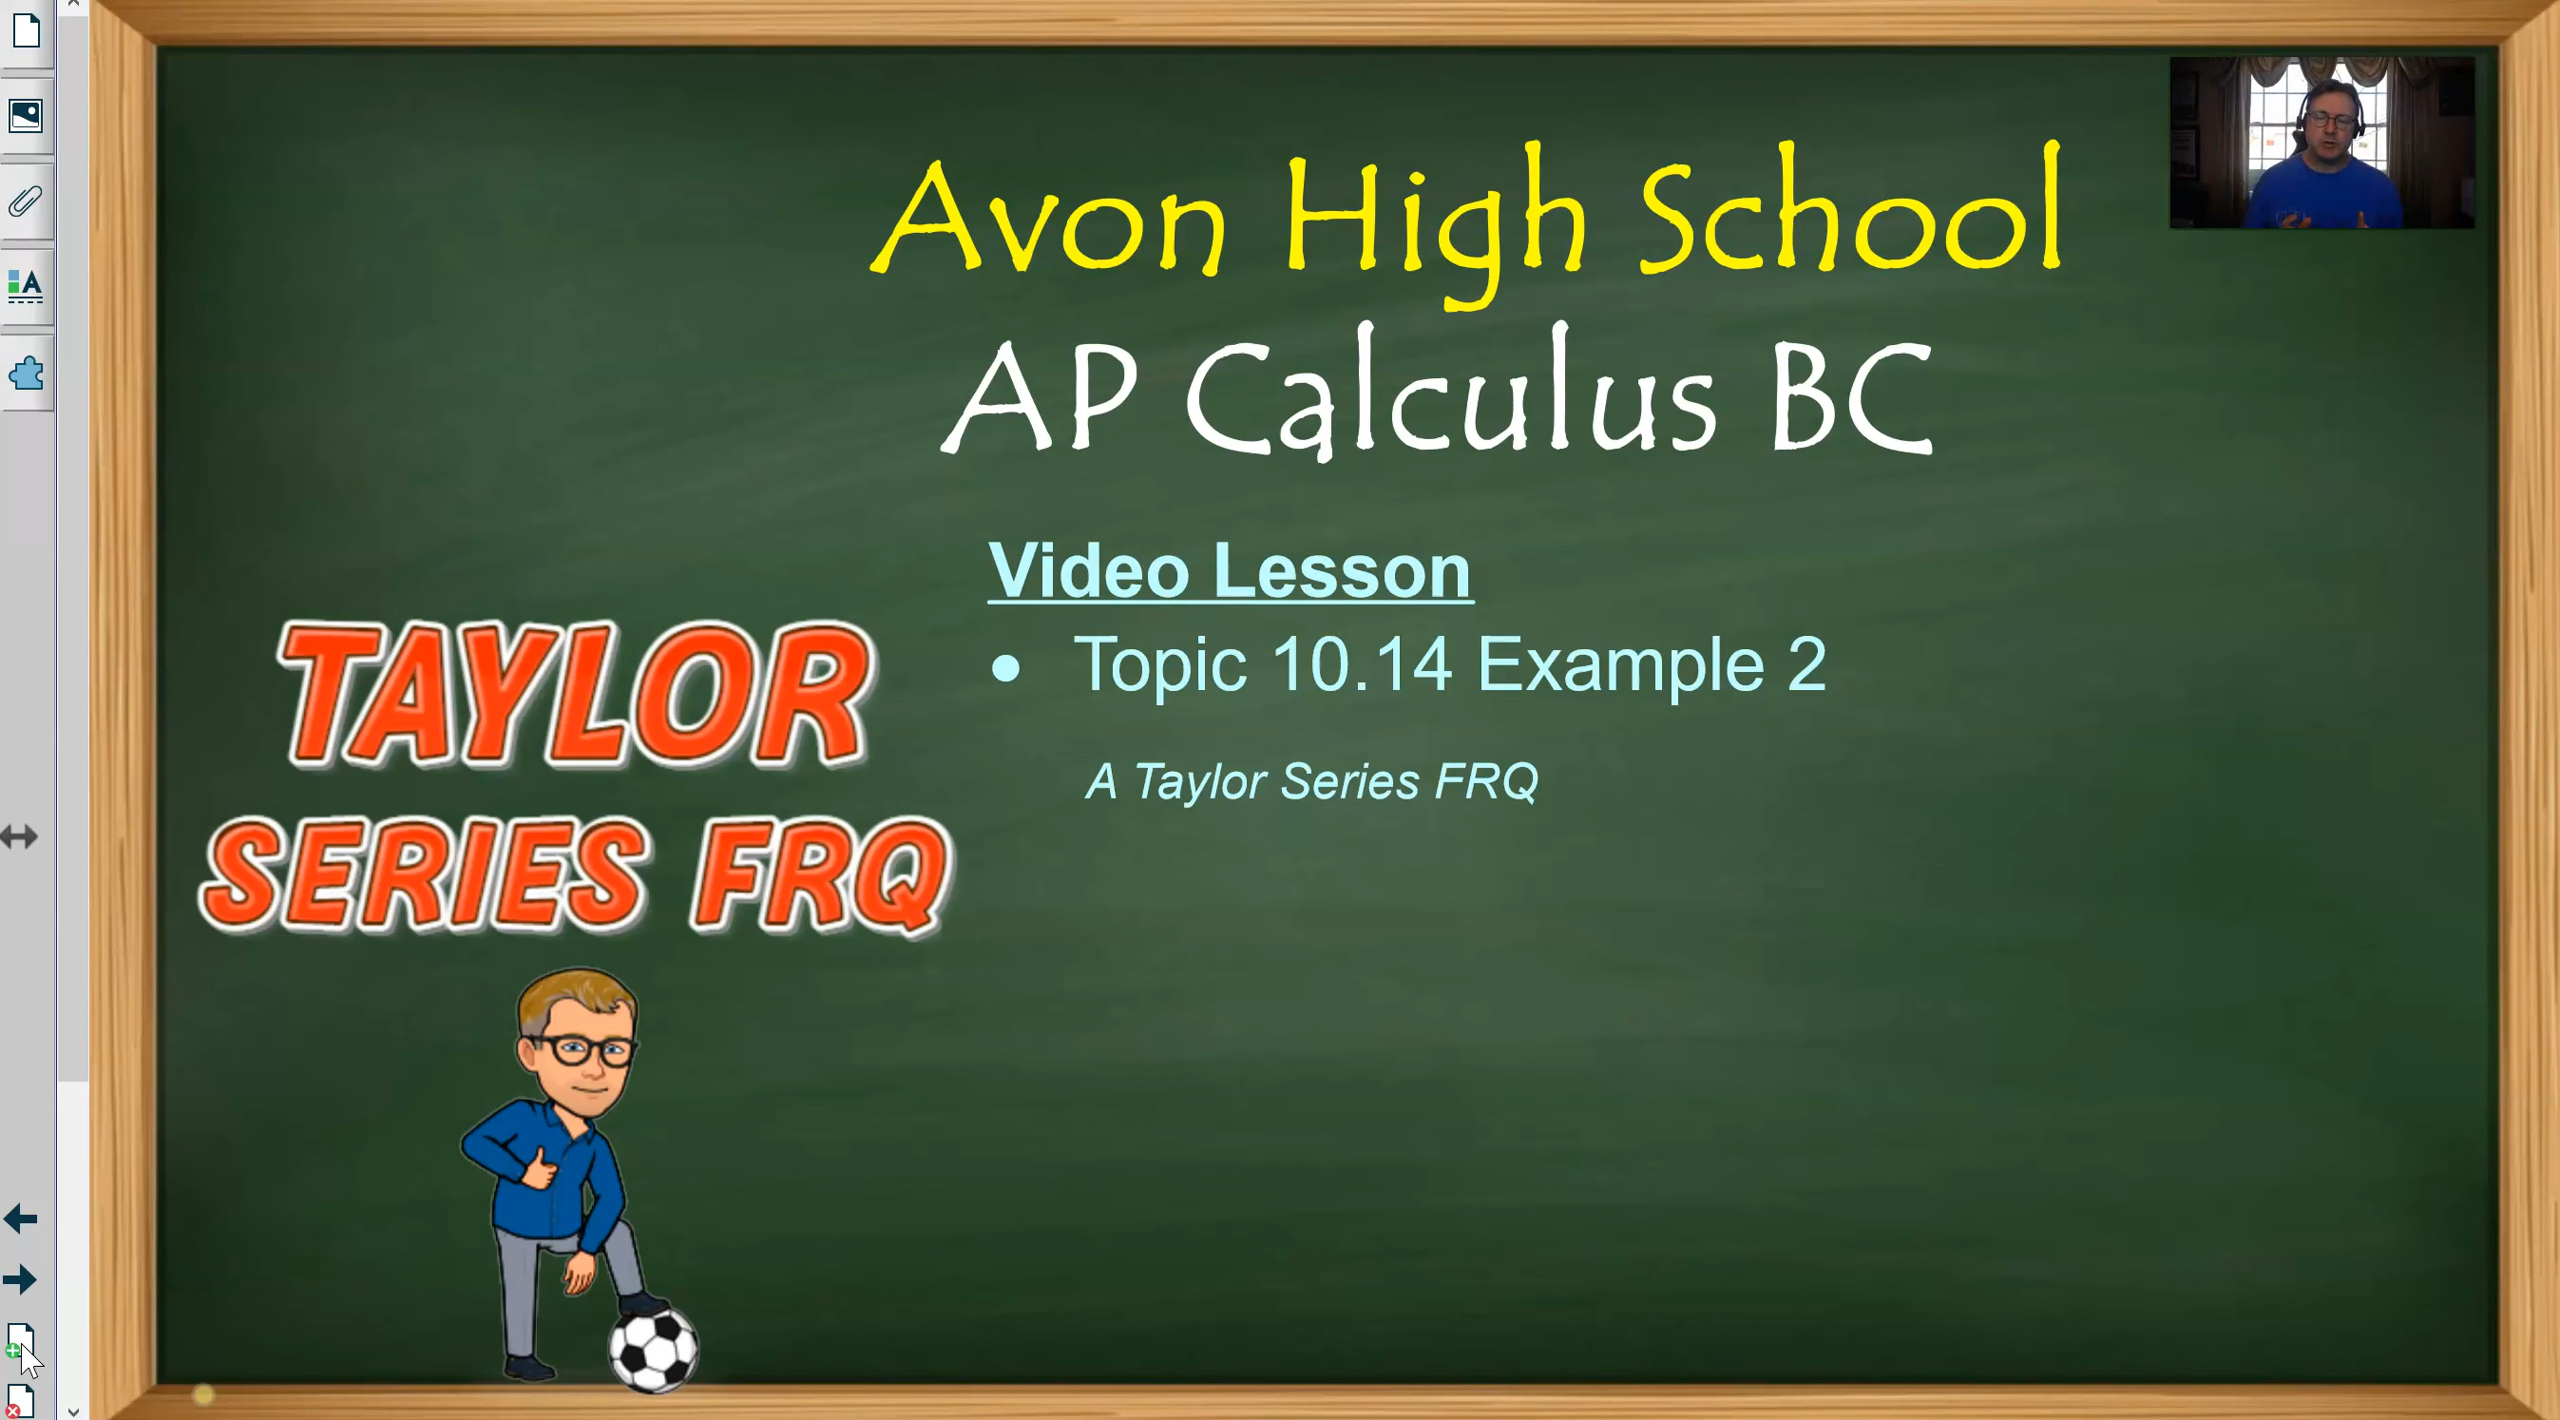 Avon High School
AP Calculus BC
Video Lesson
• Topic 10.14 Example 2
A Taylor Series FRQ
TAYLOR
SERIES FRQ